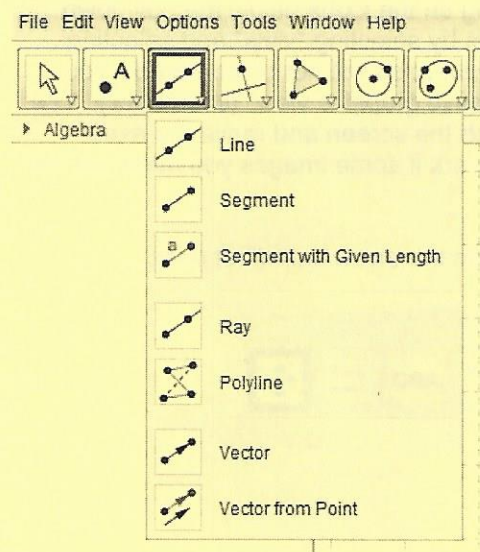 File Edit View Options Tools Window Help
A
Algebra
Line
Segment
a
Segment with Given Length
Ray
Polyline
Vector
Vector from Point